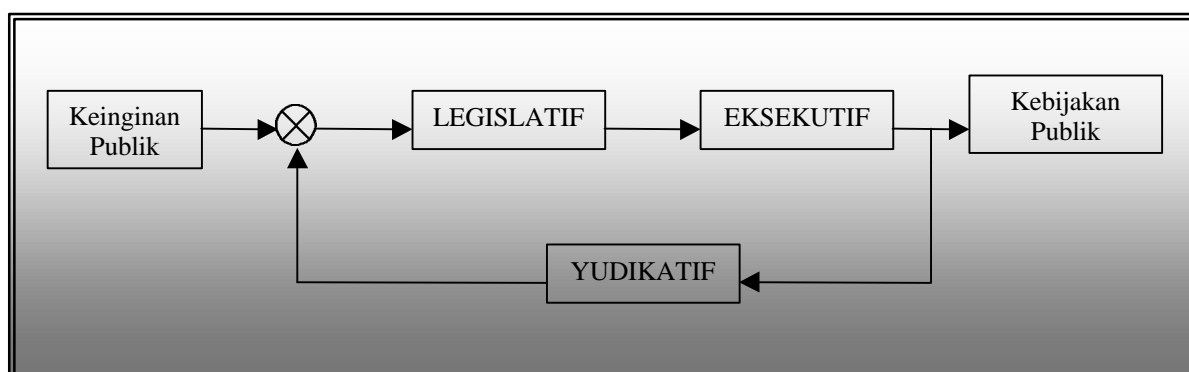 Keinginan
Publik
LEGISLATIF
EKSEKUTIF
Kebijakan
Publik
YUDIKATIF